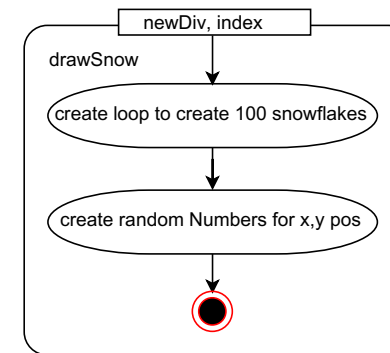 newDiv, index
drawSnow
create loop to create 100 snowflakes
create random Numbers for x,y pos